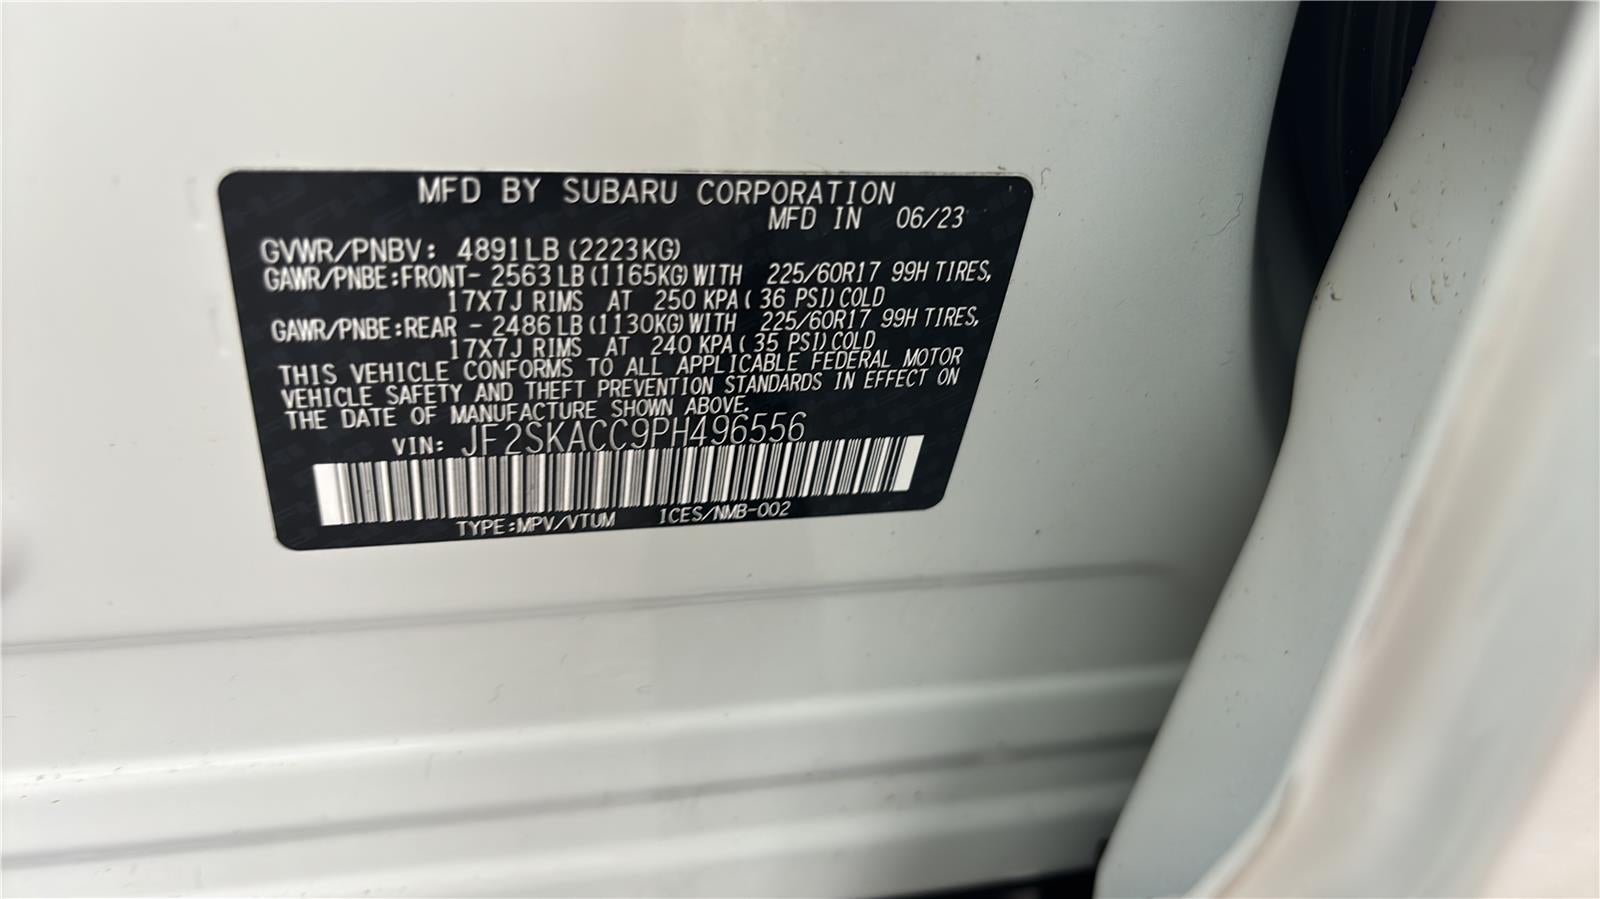 MFD BY SUBARU CORPORATION
MFD IN 06/23
GVWR/PNBV: 4891LB (2223KG)
GAWR/PNBE:FRONT- 2563 LB (1165KG) WITH 225/60R17 99H TIRES,
17X7J RIMS AT 250 KPA( 36 PSI) COLD
GAWR/PNBE:REAR - 2486 LB (1130KG) WITH 225/60R17 99H TIRES,
17X7J RIMS AT 240 KPA( 35 PSI) COLD
THIS VEHICLE CONFORMS TO ALL APPLICABLE FEDERAL MOTOR
VEHICLE SAFETY AND THEFT PREVENTION STANDARDS IN EFFECT ON
THE DATE OF MANUFACTURE SHOWN ABOVE.
VIN: JF2SKACC9PH496556
TYPE:MPV/VTUM ICES/NMB-002